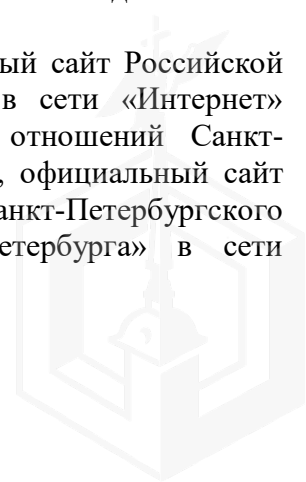 ый сайт Российской
в сети «Интернет»
отношений Санкт-
, официальный сайт
анкт-Петербургского
етербурга» в сети